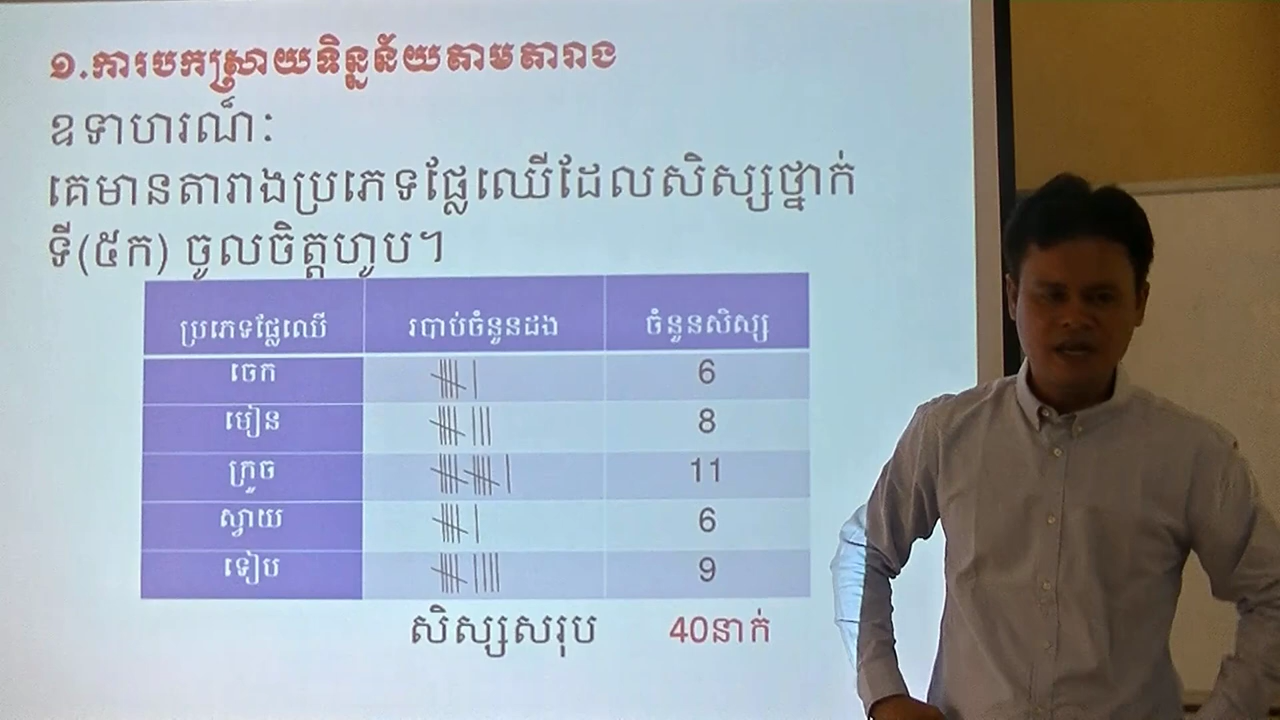 ១.ការបកស្រាយទិន្នន័យតាមតារាង
ឧទាហរណ៏ៈ
គេមានតារាងប្រភេទផ្លែឈើដែលសិស្សថ្នាក់
ទី(៥ក) ចូលចិត្តហូប។
ប្រភេទផ្លែឈើ របាប់ចំនួនដង ចំនួនសិស្ស
ចេក 6
មៀន 8
ក្រូច 11
ស្វាយ 6
ទៀប 9
សិស្សសរុប 40នាក់